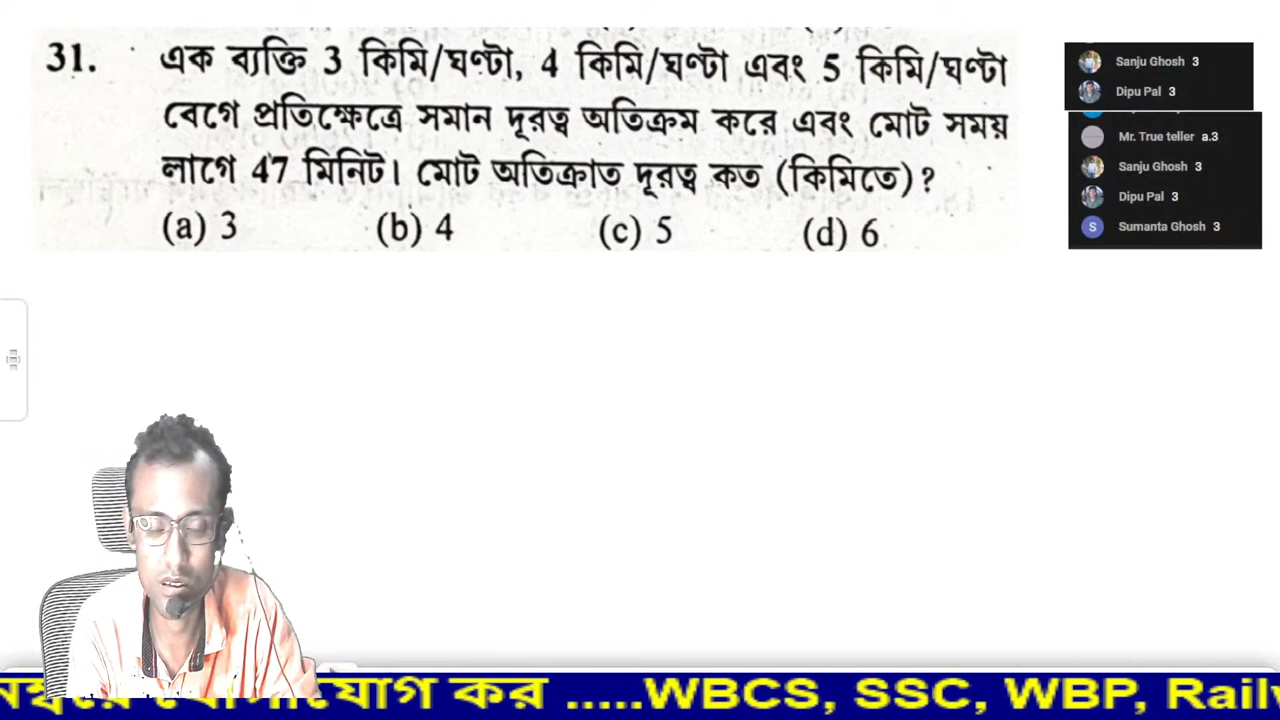 31. এক ব্যক্তি 3 কিমি/ঘণ্টা, 4 কিমি/ঘণ্টা এবং 5 কিমি/ঘণ্টা
বেগে প্রতিক্ষেত্রে সমান দূরত্ব অতিক্রম করে এবং মোট সময়
লাগে 47 মিনিট। মোট অতিক্রাত দূরত্ব কত (কিমিতে) ?
(a) 3 (b) 4 (c) 5 (d) 6
Sanju Ghosh 3
Dipu Pal 3
Mr. True teller a.3
Sanju Ghosh 3
Dipu Pal 3
S Sumanta Ghosh 3
কর ......WBCS, SSC, WBP,